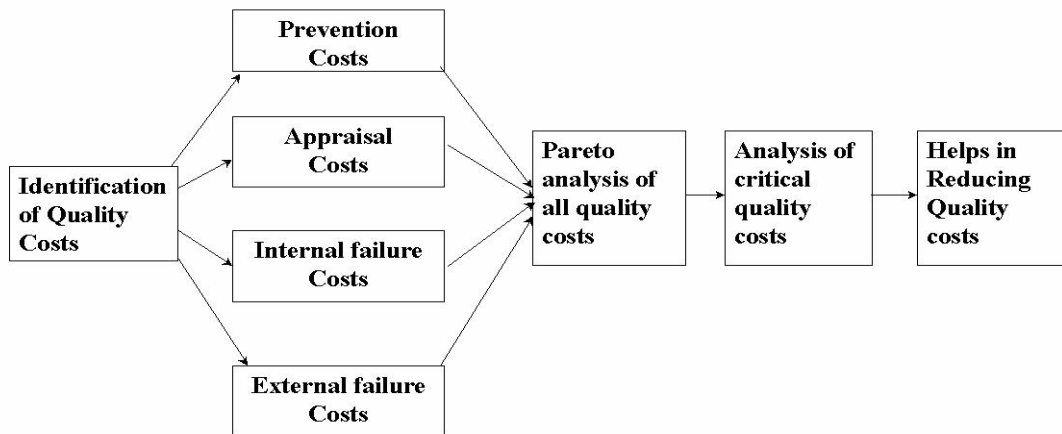 Prevention
Costs
Appraisal
Costs
Identification
of Quality
Costs
Internal failure
Costs
External failure
Costs
Pareto
analysis of
all quality
costs
Analysis of
critical
quality
costs
Helps in
Reducing
Quality
costs